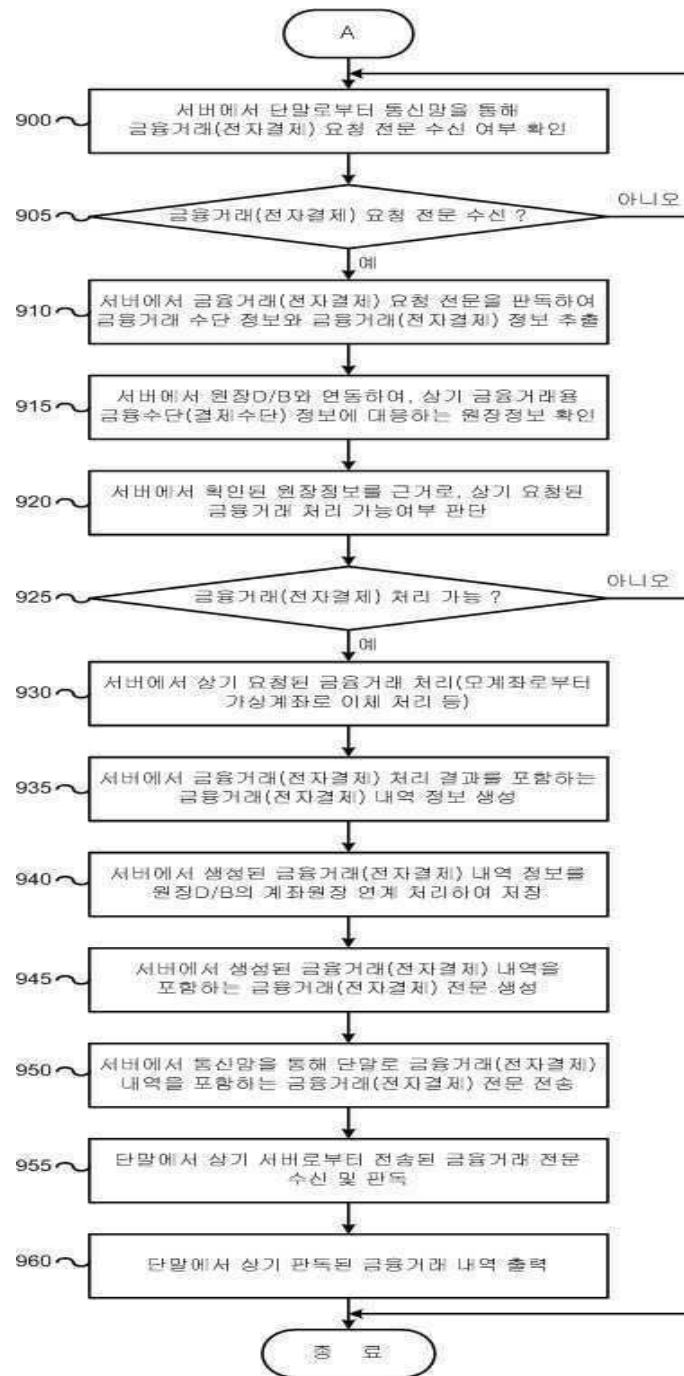 A
900
서버에서 단말로부터 통신망을 통해
금융거래(전자결제) 요청 전문 수신 여부 확인
905
금융거래(전자결제) 요청 전문 수신 ?
아니오
예
910
서버에서 금융거래(전자결제) 요청 전문을 판독하여
금융거래 수단 정보와 금융거래(전자결제) 정보 추출
915
서버에서 원장D/B와 연동하여, 상기 금융거래용
금융수단(결제수단) 정보에 대응하는 원장정보 확인
920
서버에서 확인된 원장정보를 근거로, 상기 요청된
금융거래 처리 가능여부 판단
925
금융거래(전자결제) 처리 가능 ?
아니오
예
930
서버에서 상기 요청된 금융거래 처리(모계좌로부터
가상계좌로 이체 처리 등)
935
서버에서 금융거래(전자결제) 처리 결과를 포함하는
금융거래(전자결제) 내역 정보 생성
940
서버에서 생성된 금융거래(전자결제) 내역 정보를
원장D/B의 계좌원장 연계 처리하여 저장
945
서버에서 생성된 금융거래(전자결제) 내역을
포함하는 금융거래(전자결제) 전문 생성
950
서버에서 통신망을 통해 단말로 금융거래(전자결제)
내역을 포함하는 금융거래(전자결제) 전문 전송
955
단말에서 상기 서버로부터 전송된 금융거래 전문
수신 및 판독
960
단말에서 상기 판독된 금융거래 내역 출력
종 료